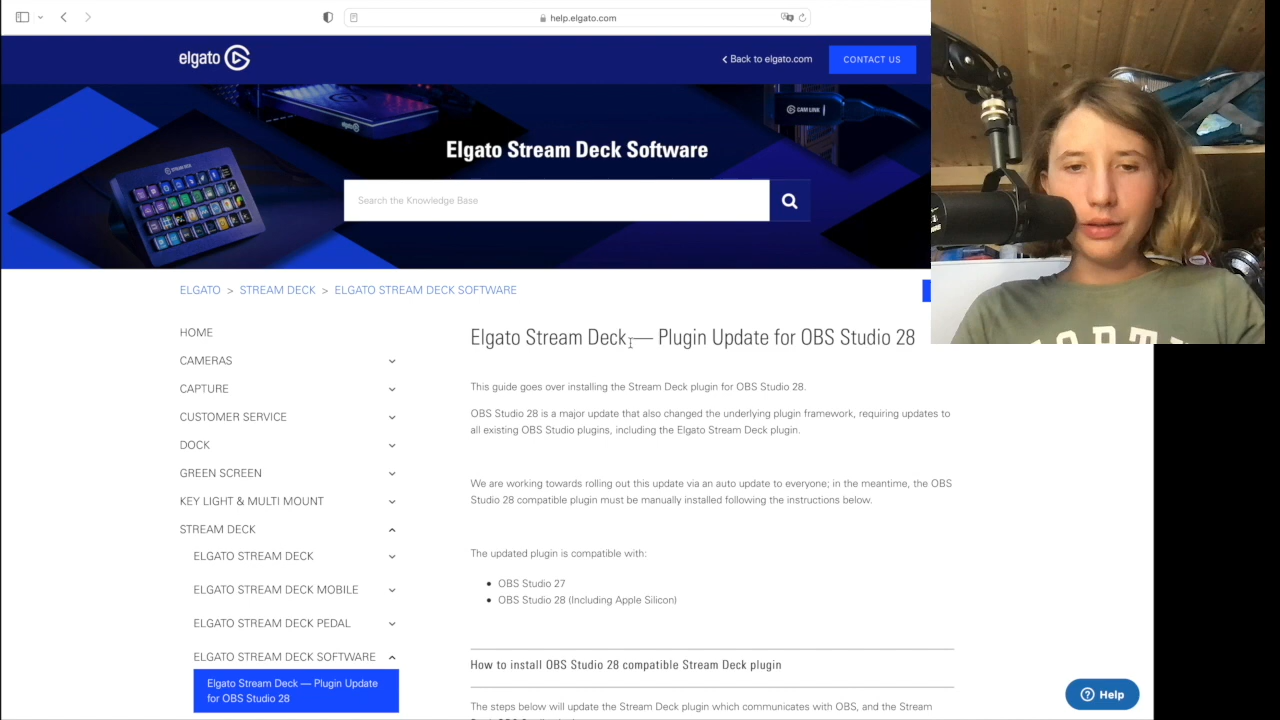 help.elgato.com
elgato
Back to elgato.com
CONTACT US
CAM LINK
elgato
STREAM DECK
Elgato Stream Deck Software
Search the Knowledge Base
ELGATO > STREAM DECK > ELGATO STREAM DECK SOFTWARE
HOME
CAMERAS
CAPTURE
CUSTOMER SERVICE
DOCK
GREEN SCREEN
KEY LIGHT & MULTI MOUNT
STREAM DECK
ELGATO STREAM DECK
ELGATO STREAM DECK MOBILE
ELGATO STREAM DECK PEDAL
ELGATO STREAM DECK SOFTWARE
Elgato Stream Deck — Plugin Update
for OBS Studio 28
Elgato Stream Deck — Plugin Update for OBS Studio 28
This guide goes over installing the Stream Deck plugin for OBS Studio 28.
OBS Studio 28 is a major update that also changed the underlying plugin framework, requiring updates to
all existing OBS Studio plugins, including the Elgato Stream Deck plugin.
We are working towards rolling out this update via an auto update to everyone; in the meantime, the OBS
Studio 28 compatible plugin must be manually installed following the instructions below.
The updated plugin is compatible with:
OBS Studio 27
OBS Studio 28 (Including Apple Silicon)
How to install OBS Studio 28 compatible Stream Deck plugin
The steps below will update the Stream Deck plugin which communicates with OBS, and the Stream
Help